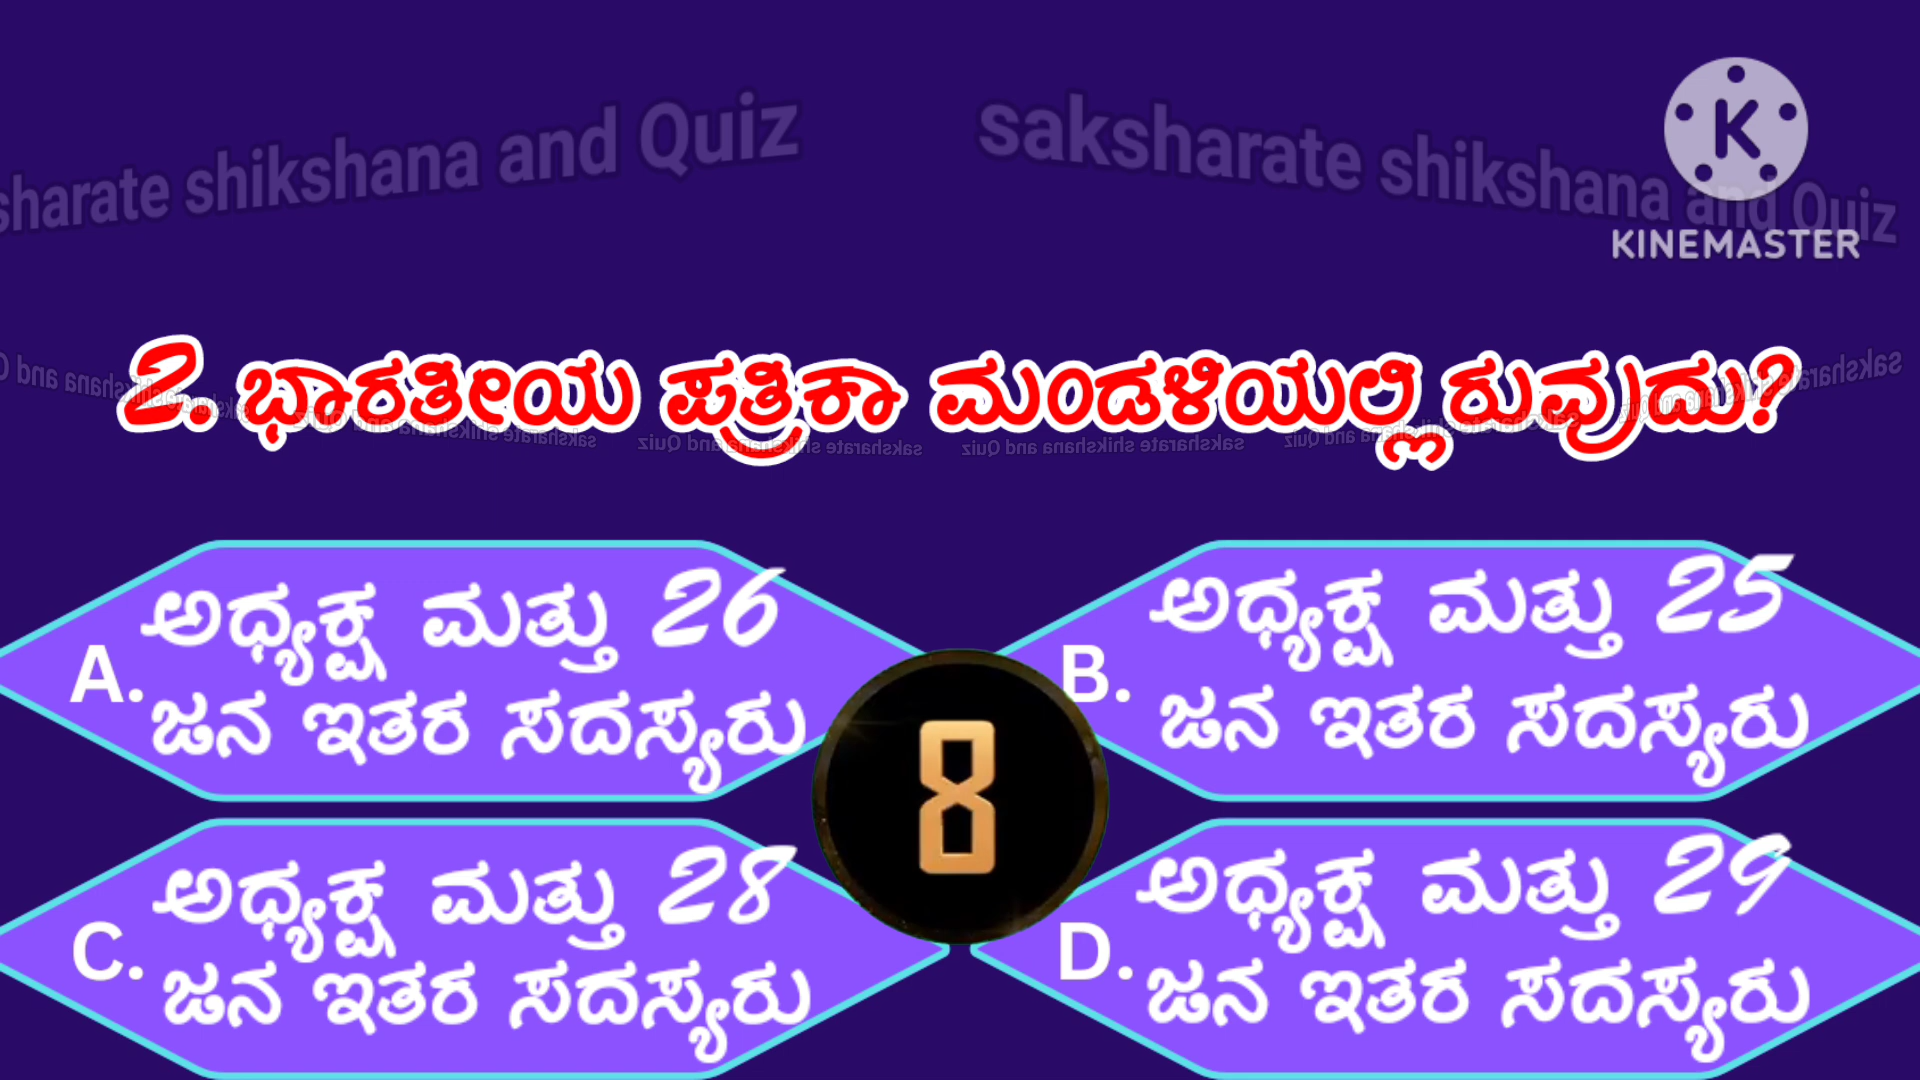 sharate shikshana and Quiz
saksharate shikshana and Quiz
KINEMASTER
2. ಭಾರತೀಯ ಪತ್ರಿಕಾ ಮಂಡಳಿಯಲ್ಲಿ ರುವುದು?
A. ಅಧ್ಯಕ್ಷ ಮತ್ತು 26
ಜನ ಇತರ ಸದಸ್ಯರು
B. ಅಧ್ಯಕ್ಷ ಮತ್ತು 25
ಜನ ಇತರ ಸದಸ್ಯರು
8
C. ಅಧ್ಯಕ್ಷ ಮತ್ತು 28
ಜನ ಇತರ ಸದಸ್ಯರು
D. ಅಧ್ಯಕ್ಷ ಮತ್ತು 29
ಜನ ಇತರ ಸದಸ್ಯರು